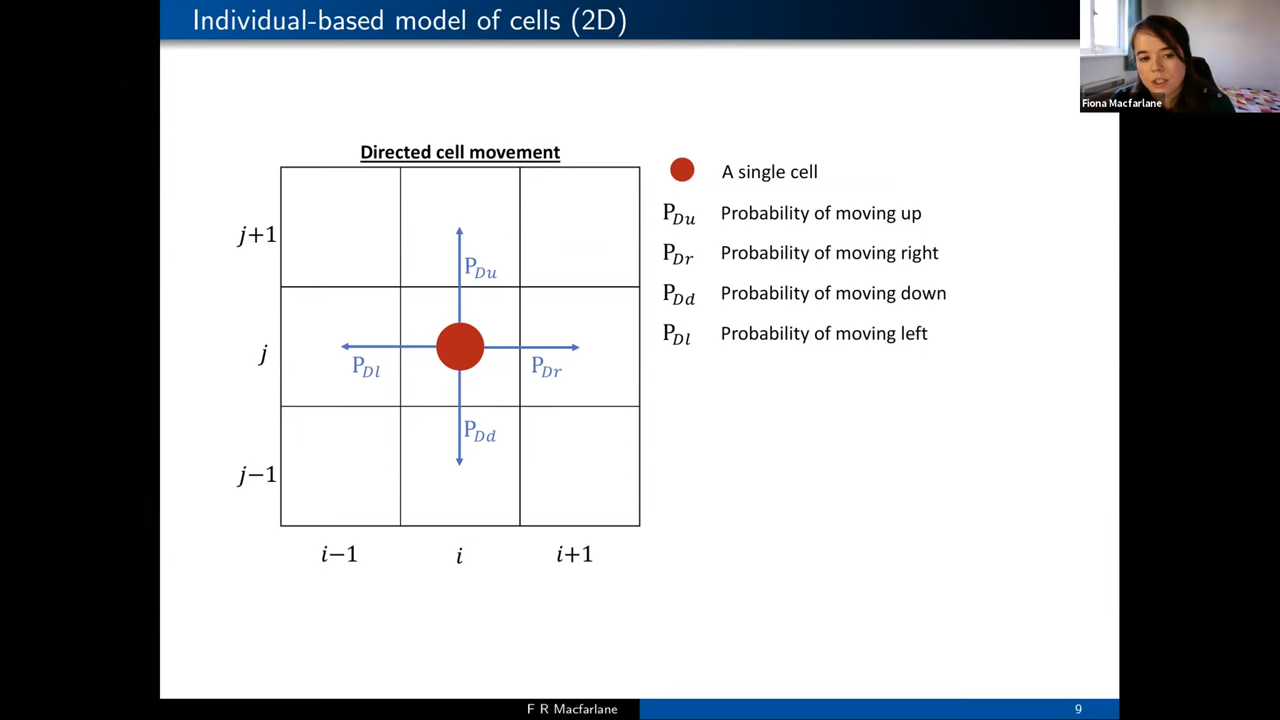 Individual-based model of cells (2D)
Fiona Macfarlane
Directed cell movement
j+1
j
j−1
i−1
i
i+1
P_Du
P_Dl
P_Dr
P_Dd
A single cell
P_Du Probability of moving up
P_Dr Probability of moving right
P_Dd Probability of moving down
P_Dl Probability of moving left
F R Macfarlane
9